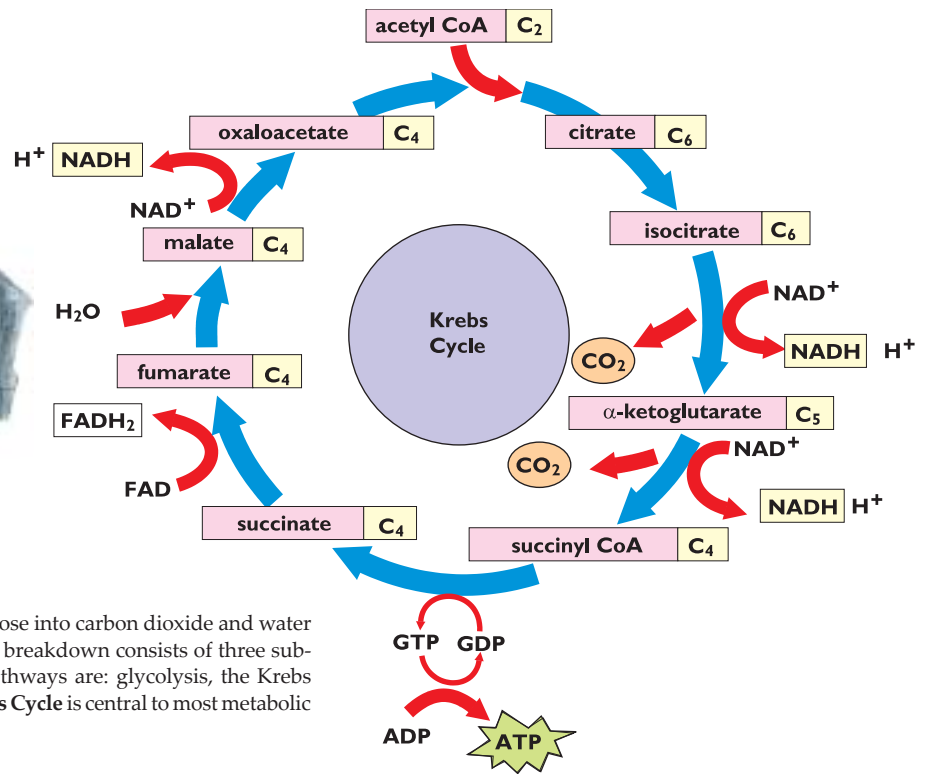 acetyl CoA C₂
oxaloacetate C₄
citrate C₆
H⁺ NADH
NAD⁺
malate C₄
isocitrate C₆
NAD⁺
H₂O
Krebs
Cycle
CO₂
NADH H⁺
fumarate C₄
α-ketoglutarate C₅
FADH₂
NAD⁺
CO₂
FAD
NADH H⁺
succinate C₄
succinyl CoA C₄
GTP GDP
ADP
ATP
ose into carbon dioxide and water
breakdown consists of three sub-
thways are: glycolysis, the Krebs
s Cycle is central to most metabolic